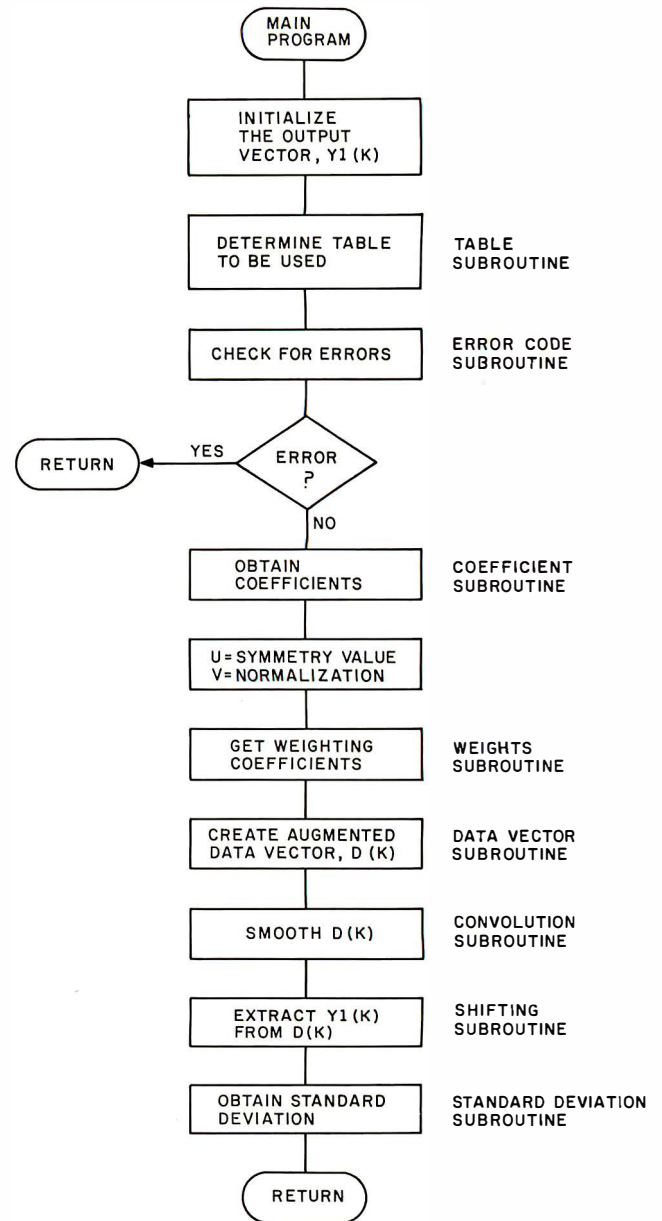 MAIN
PROGRAM
INITIALIZE
THE OUTPUT
VECTOR, Y1(K)
DETERMINE TABLE
TO BE USED
TABLE
SUBROUTINE
CHECK FOR ERRORS
ERROR CODE
SUBROUTINE
RETURN
YES
ERROR
?
NO
OBTAIN
COEFFICIENTS
COEFFICIENT
SUBROUTINE
U=SYMMETRY VALUE
V=NORMALIZATION
GET WEIGHTING
COEFFICIENTS
WEIGHTS
SUBROUTINE
CREATE AUGMENTED
DATA VECTOR, D(K)
DATA VECTOR
SUBROUTINE
SMOOTH D(K)
CONVOLUTION
SUBROUTINE
EXTRACT Y1(K)
FROM D(K)
SHIFTING
SUBROUTINE
OBTAIN STANDARD
DEVIATION
STANDARD DEVIATION
SUBROUTINE
RETURN